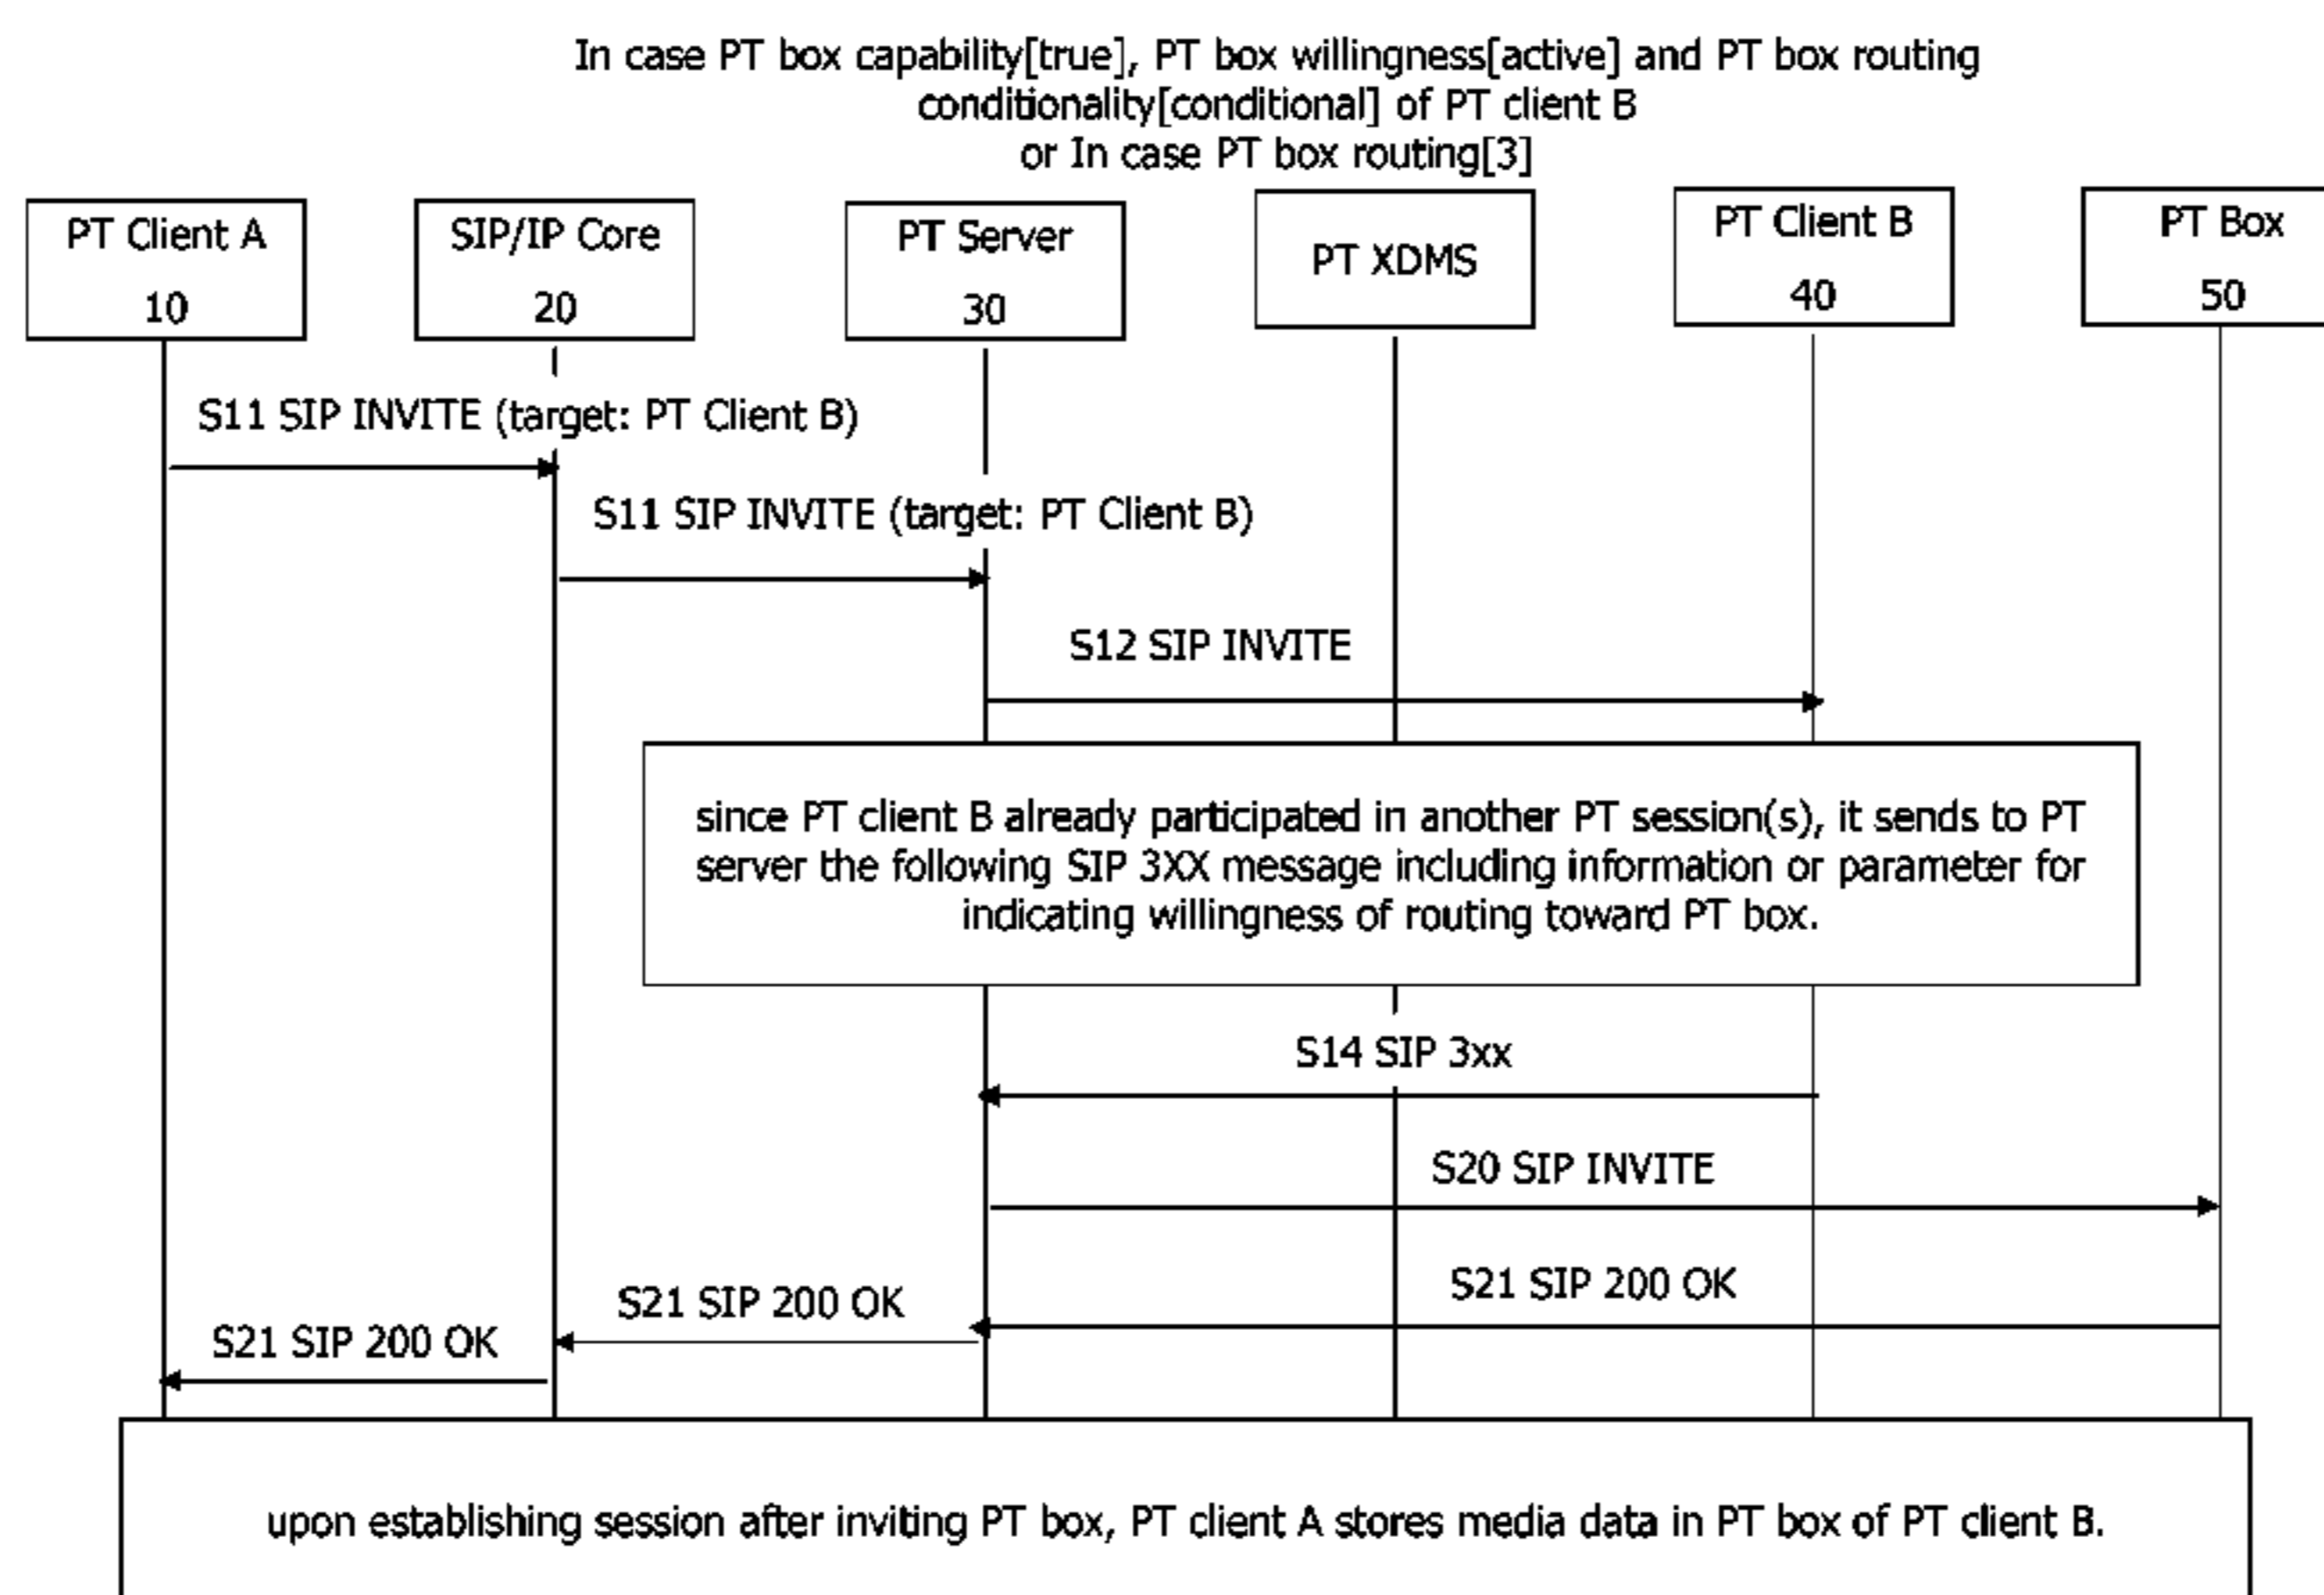 In case PT box capability[true], PT box willingness[active] and PT box routing
conditionality[conditional] of PT client B
or In case PT box routing[3]
PT Client A
10
SIP/IP Core
20
PT Server
30
PT XDMS
PT Client B
40
PT Box
50
S11 SIP INVITE (target: PT Client B)
S11 SIP INVITE (target: PT Client B)
S12 SIP INVITE
since PT client B already participated in another PT session(s), it sends to PT
server the following SIP 3XX message including information or parameter for
indicating willingness of routing toward PT box.
S14 SIP 3xx
S20 SIP INVITE
S21 SIP 200 OK
S21 SIP 200 OK
S21 SIP 200 OK
upon establishing session after inviting PT box, PT client A stores media data in PT box of PT client B.